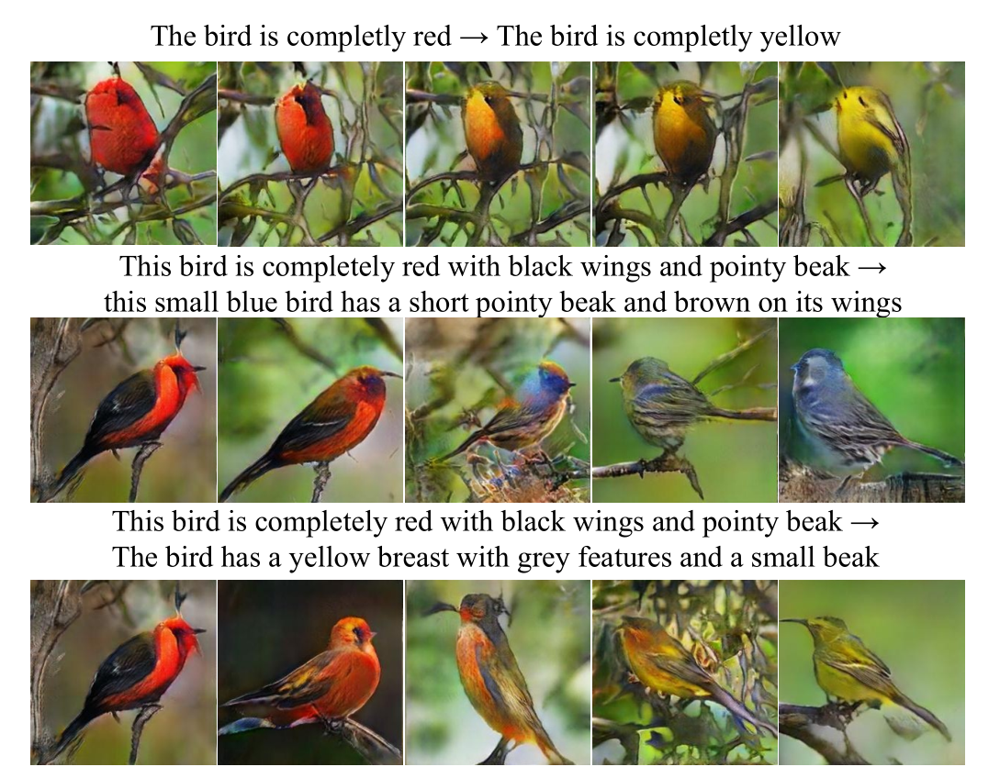 The bird is completly red → The bird is completly yellow
This bird is completely red with black wings and pointy beak →
this small blue bird has a short pointy beak and brown on its wings
This bird is completely red with black wings and pointy beak →
The bird has a yellow breast with grey features and a small beak